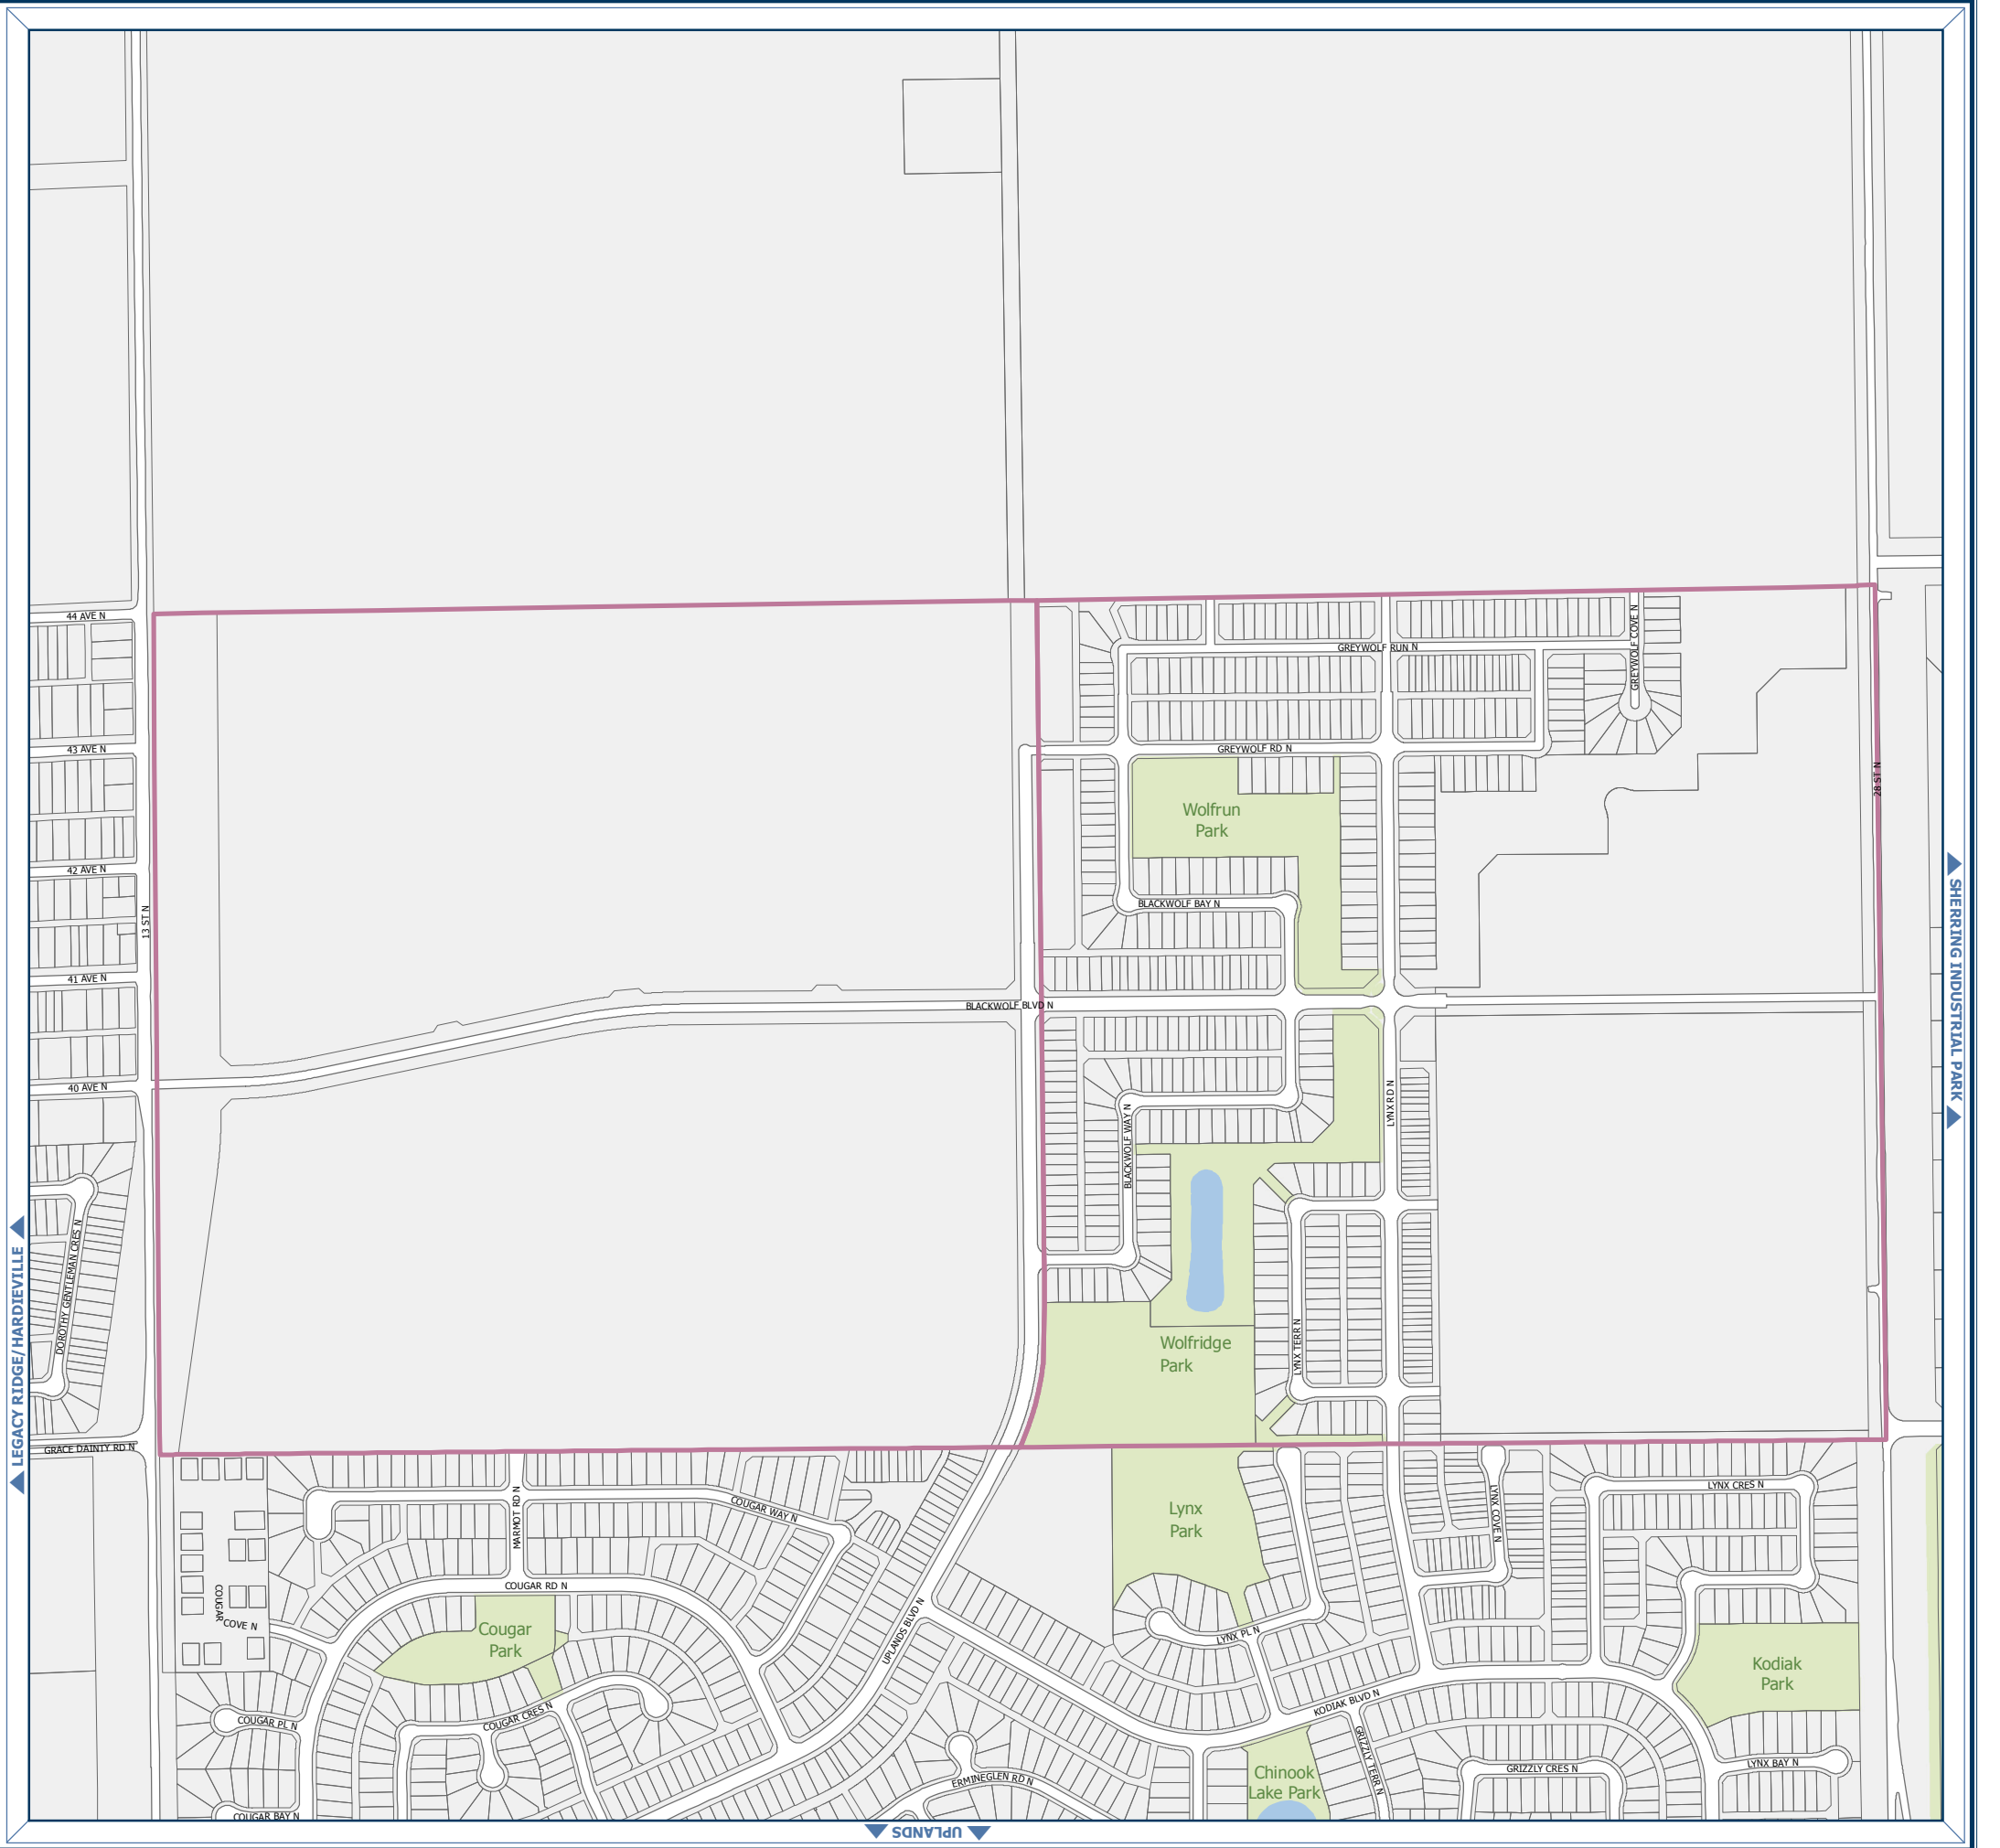 44 AVE N
GREYWOLF COVE N
GREYWOLF RUN N
43 AVE N
GREYWOLF RD N
28 ST N
Wolfrun
Park
42 AVE N
13 ST N
BLACKWOLF BAY N
SHERRING INDUSTRIAL PARK
41 AVE N
BLACKWOLF BLVD N
40 AVE N
LYNX RD N
BLACKWOLF WAY N
DOROTHY GENTLEMAN CRES N
LEGACY RIDGE/HARDIEVILLE
Wolfridge
Park
LYNX TERR N
GRACE DAINTY RD N
MARMOT RD N
COUGAR WAY N
Lynx
Park
LYNX COVE N
LYNX CRES N
COUGAR RD N
COUGAR
COVE N
Cougar
Park
UPLANDS BLVD N
LYNX PL N
Kodiak
Park
COUGAR PL N
COUGAR CRES N
KODIAK BLVD N
GRIZZLY TERR N
Chinook
Lake Park
ERMINEGLEN RD N
GRIZZLY CRES N
LYNX BAY N
COUGAR BAY N
UPLANDS